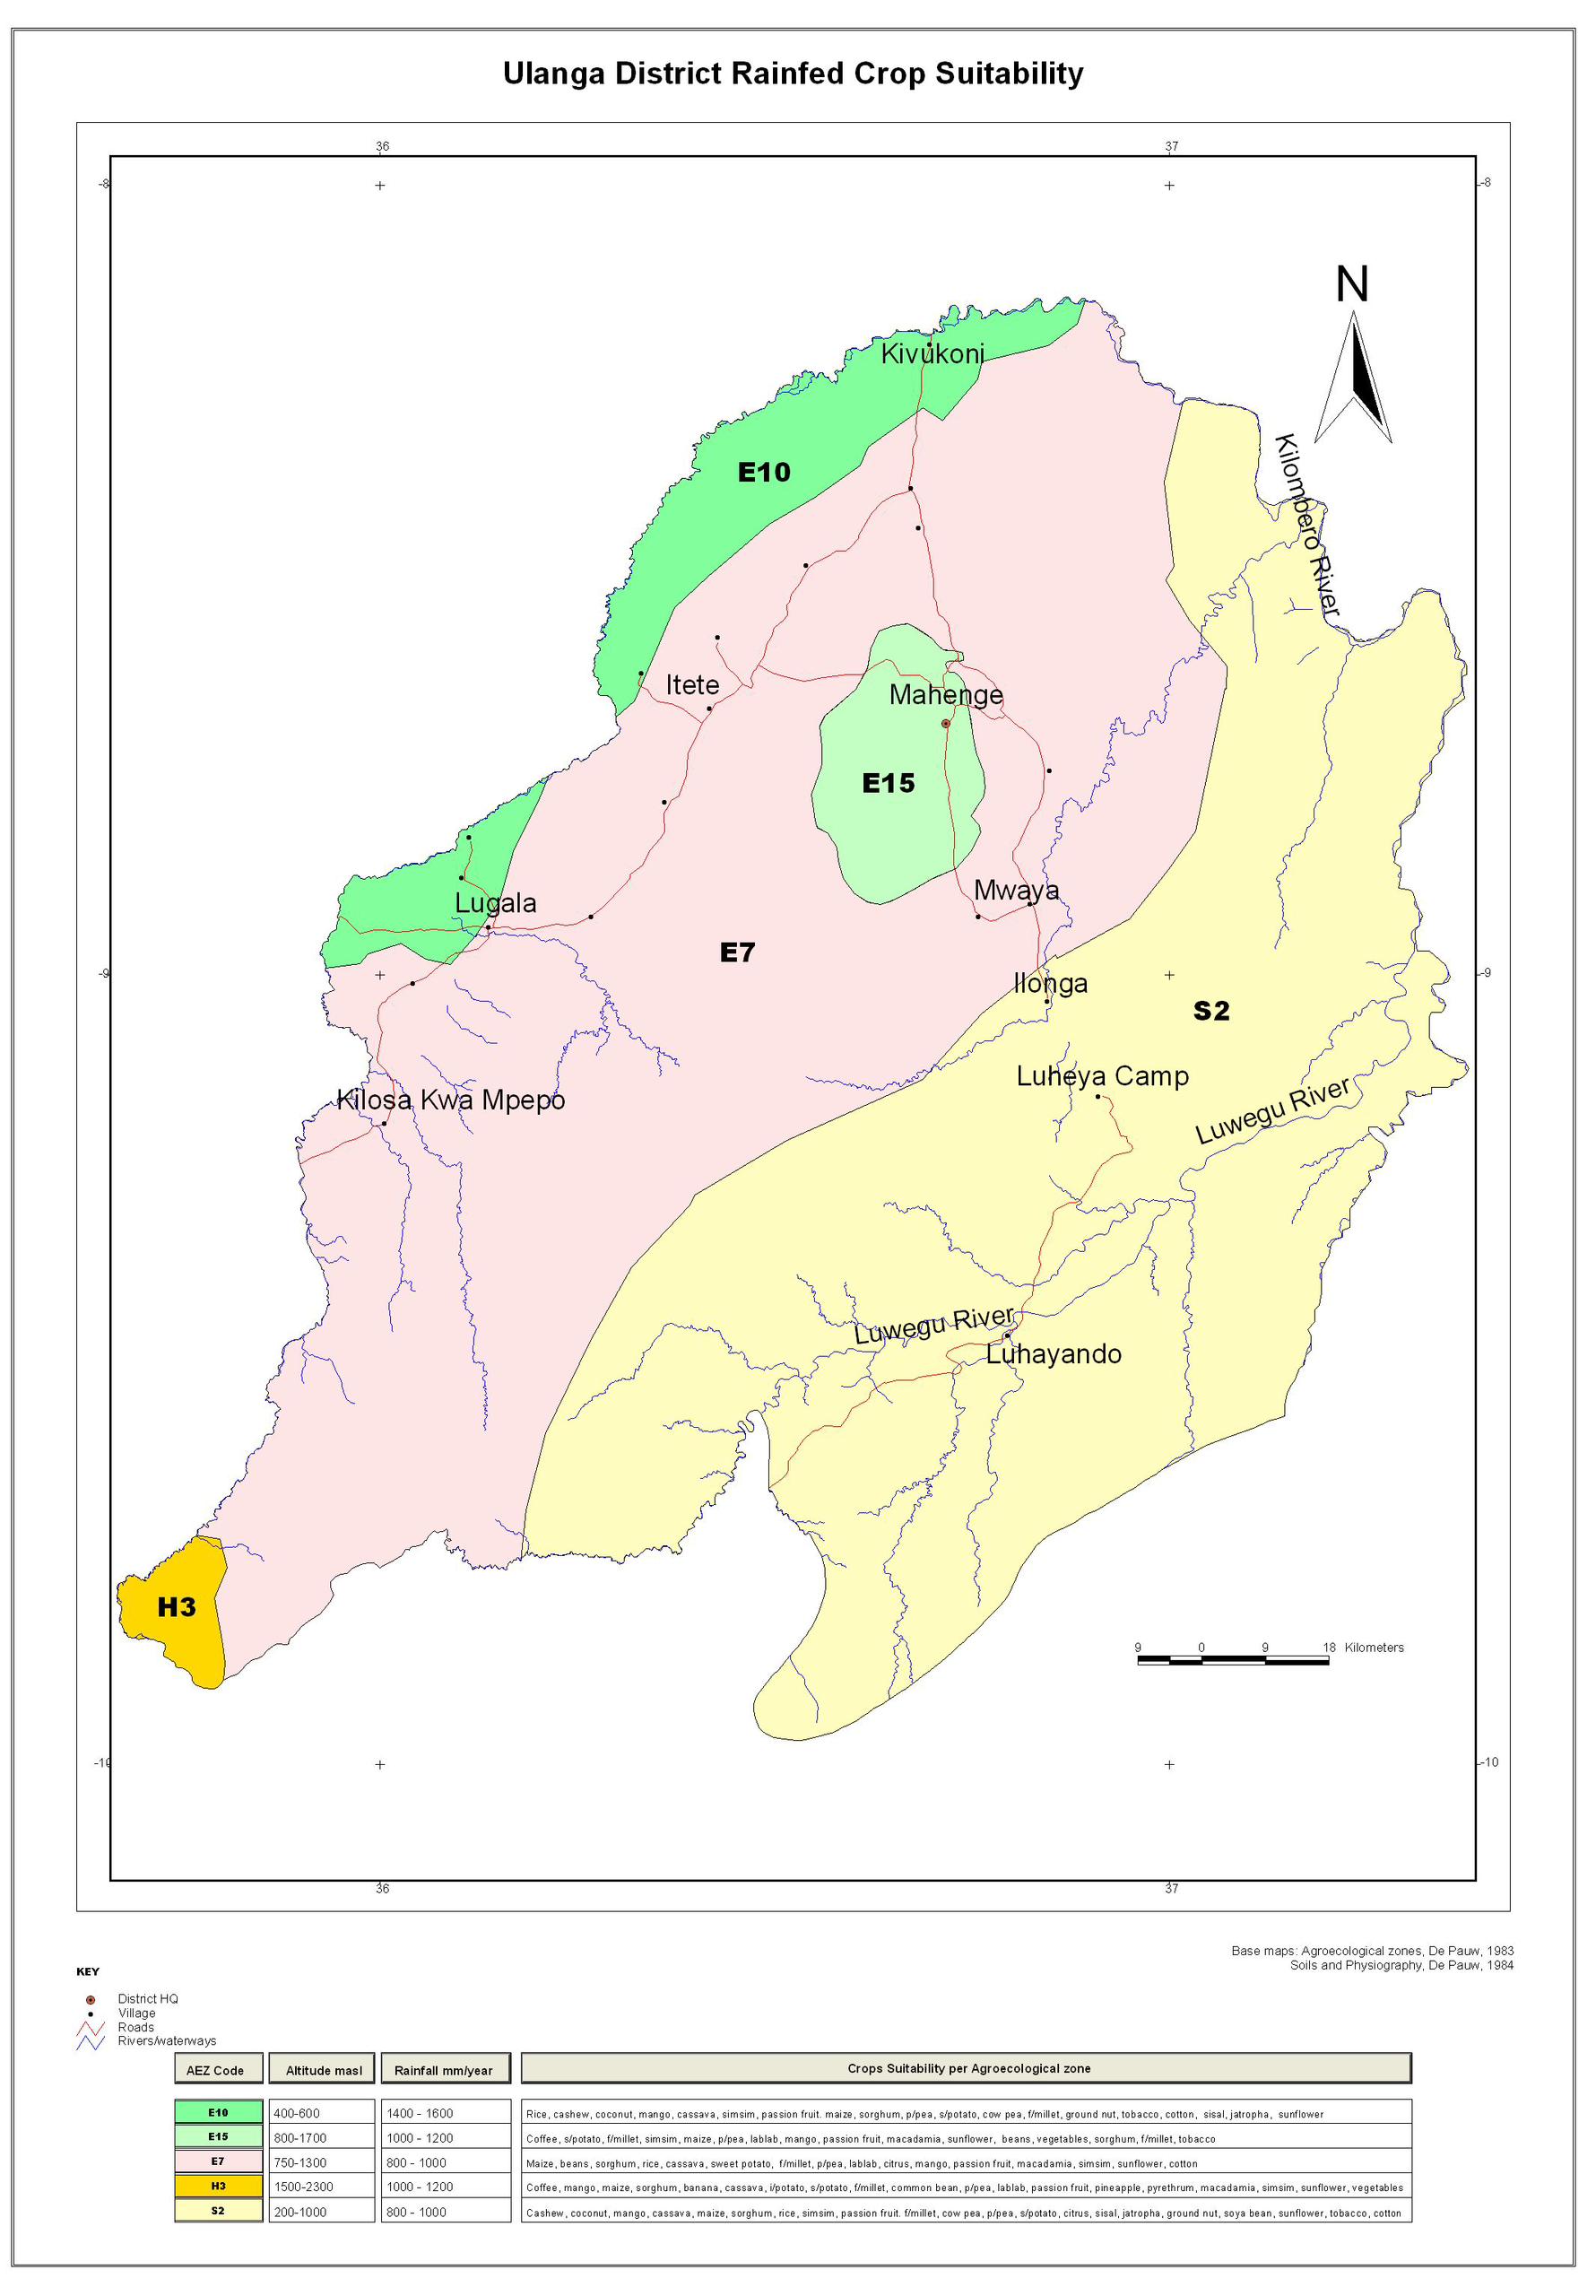 Ulanga District Rainfed Crop Suitability
36
37
-8
-8
N
Kivukoni
E10
Kilombero River
Itete
Mahenge
E15
Lugala
Mwaya
E7
-9
-9
Ilonga
S2
Luheya Camp
Kilosa Kwa Mpepo
Luwegu River
Luwegu River
Luhayando
H3
9 0 9 18 Kilometers
-10
-10
36
37
Base maps: Agroecological zones, De Pauw, 1983
Soils and Physiography, De Pauw, 1984
KEY
District HQ
Village
Roads
Rivers/waterways
AEZ Code Altitude masl Rainfall mm/year Crops Suitability per Agroecological zone
E10 400-600 1400 - 1600 Rice, cashew, coconut, mango, cassava, simsim, passion fruit. maize, sorghum, p/pea, s/potato, cow pea, f/millet, ground nut, tobacco, cotton, sisal, jatropha, sunflower
E15 800-1700 1000 - 1200 Coffee, s/potato, f/millet, simsim, maize, p/pea, lablab, mango, passion fruit, macadamia, sunflower, beans, vegetables, sorghum, f/millet, tobacco
E7 750-1300 800 - 1000 Maize, beans, sorghum, rice, cassava, sweet potato, f/millet, p/pea, lablab, citrus, mango, passion fruit, macadamia, simsim, sunflower, cotton
H3 1500-2300 1000 - 1200 Coffee, mango, maize, sorghum, banana, cassava, i/potato, s/potato, f/millet, common bean, p/pea, lablab, passion fruit, pineapple, pyrethrum, macadamia, simsim, sunflower, vegetables
S2 200-1000 800 - 1000 Cashew, coconut, mango, cassava, maize, sorghum, rice, simsim, passion fruit. f/millet, cow pea, p/pea, s/potato, citrus, sisal, jatropha, ground nut, soya bean, sunflower, tobacco, cotton